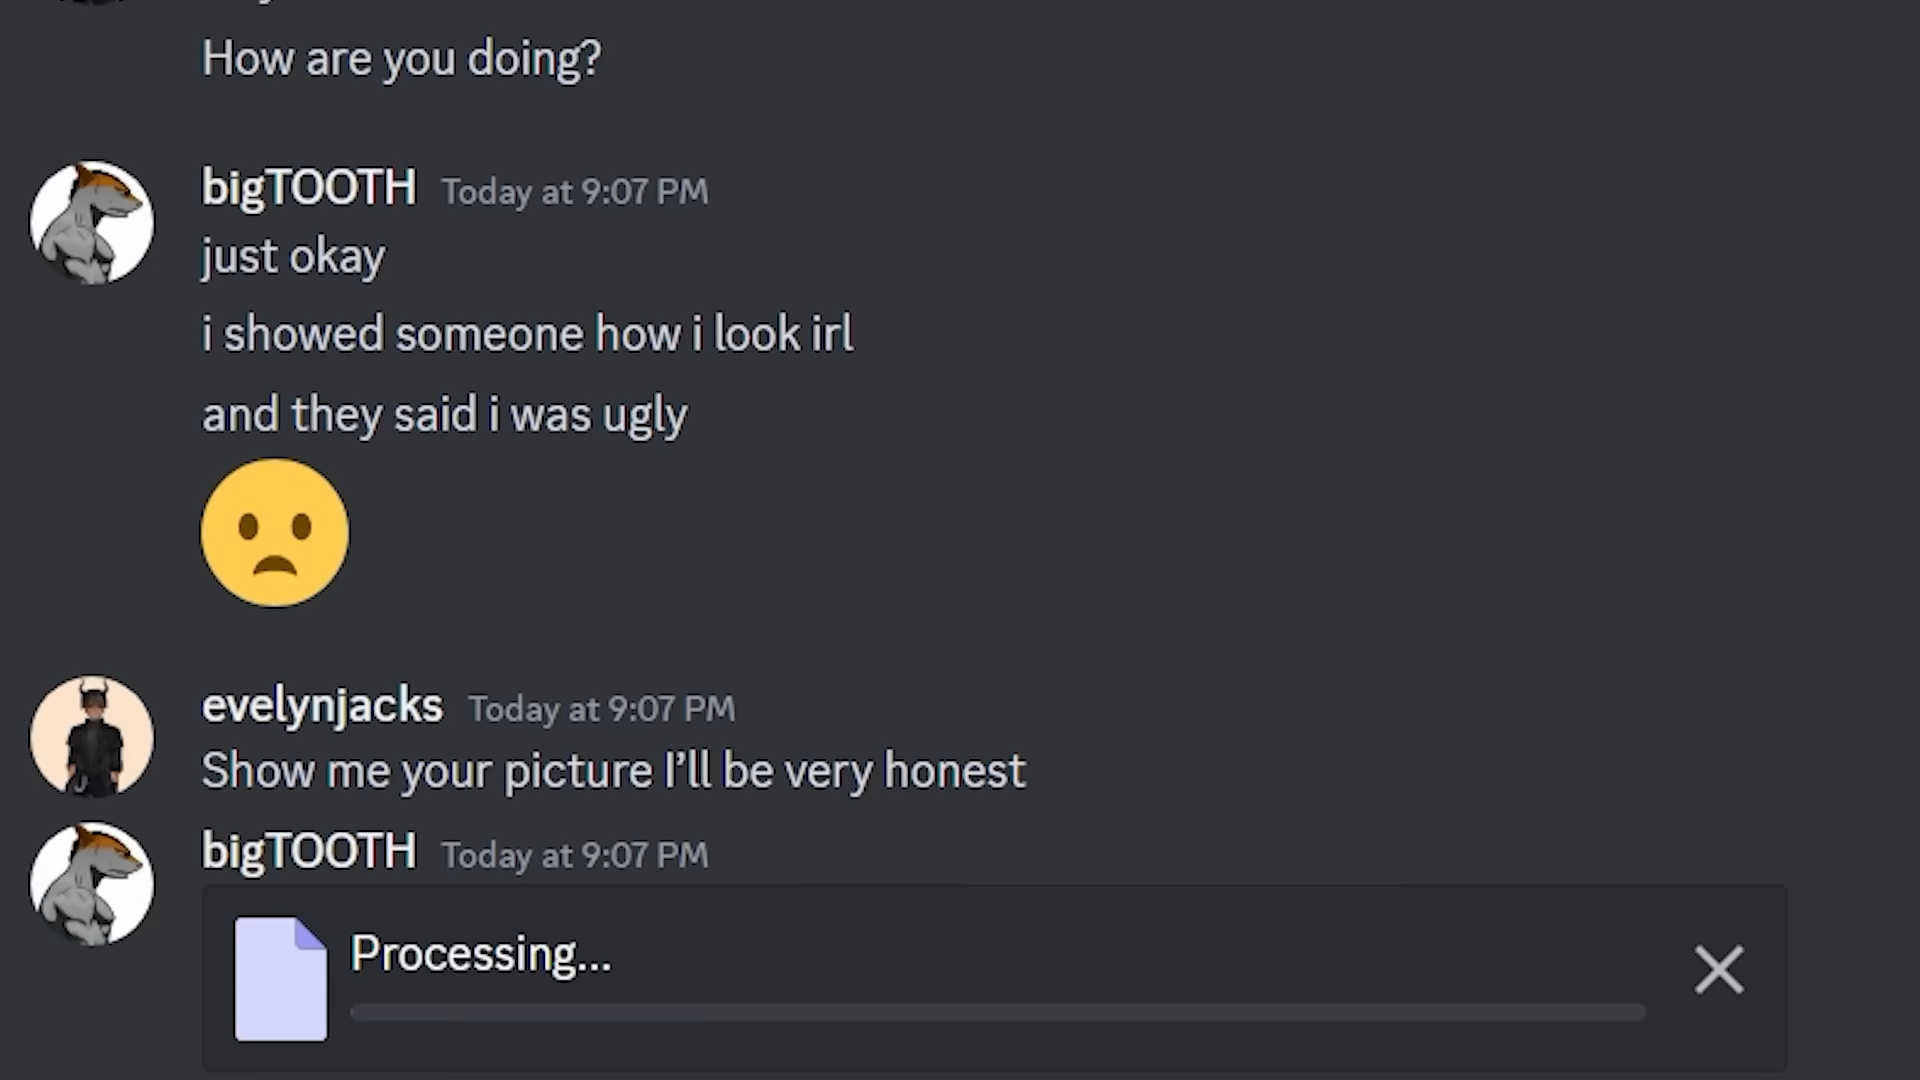 How are you doing?
bigTOOTH Today at 9:07 PM
just okay
i showed someone how i look irl
and they said i was ugly
evelynjacks Today at 9:07 PM
Show me your picture I’ll be very honest
bigTOOTH Today at 9:07 PM
Processing...